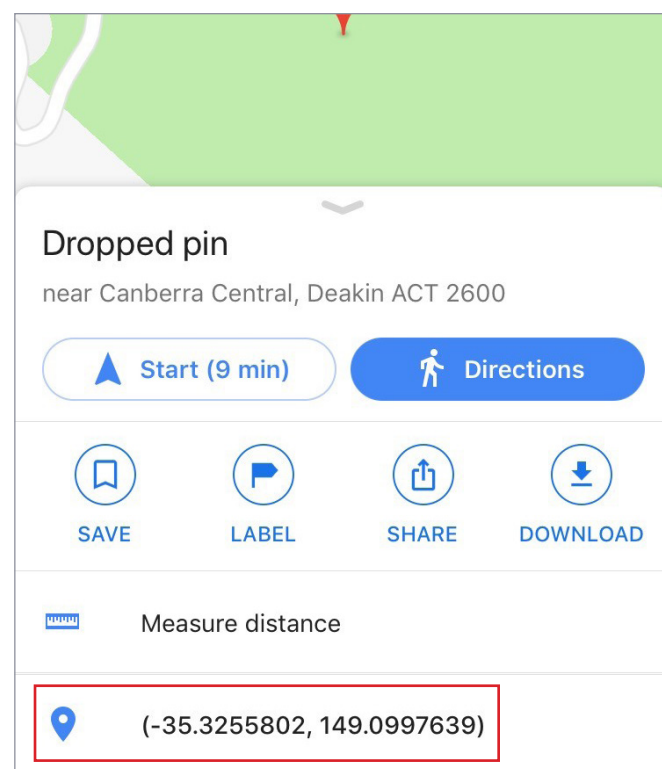 Dropped pin
near Canberra Central, Deakin ACT 2600
Start (9 min) Directions
SAVE LABEL SHARE DOWNLOAD
Measure distance
(-35.3255802, 149.0997639)